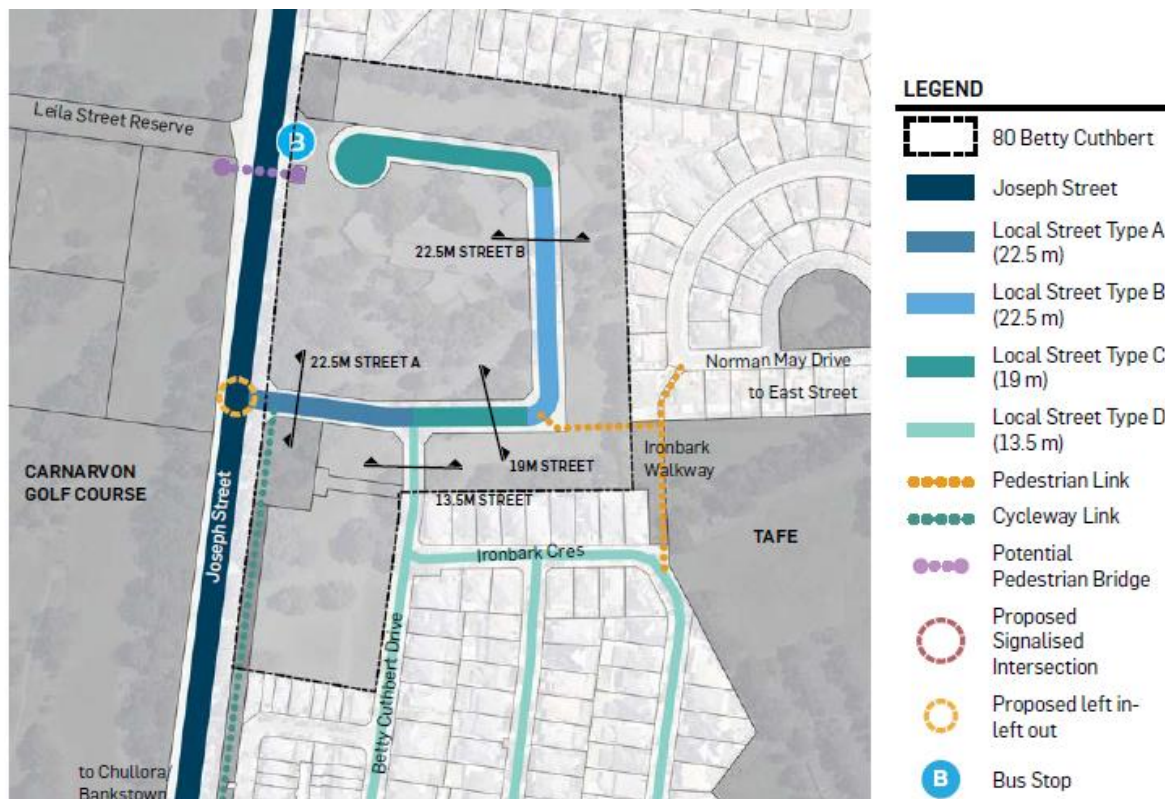 Leila Street Reserve
B
22.5M STREET B
22.5M STREET A
Norman May Drive
to East Street
CARNARVON
GOLF COURSE
Joseph Street
19M STREET
Ironbark
Walkway
13.5M STREET
TAFE
Ironbark Cres
Betty Cuthbert Drive
to Chullora/
Bankstown
LEGEND
80 Betty Cuthbert
Joseph Street
Local Street Type A
(22.5 m)
Local Street Type B
(22.5 m)
Local Street Type C
(19 m)
Local Street Type D
(13.5 m)
Pedestrian Link
Cycleway Link
Potential
Pedestrian Bridge
Proposed
Signalised
Intersection
Proposed left in-
left out
B
Bus Stop